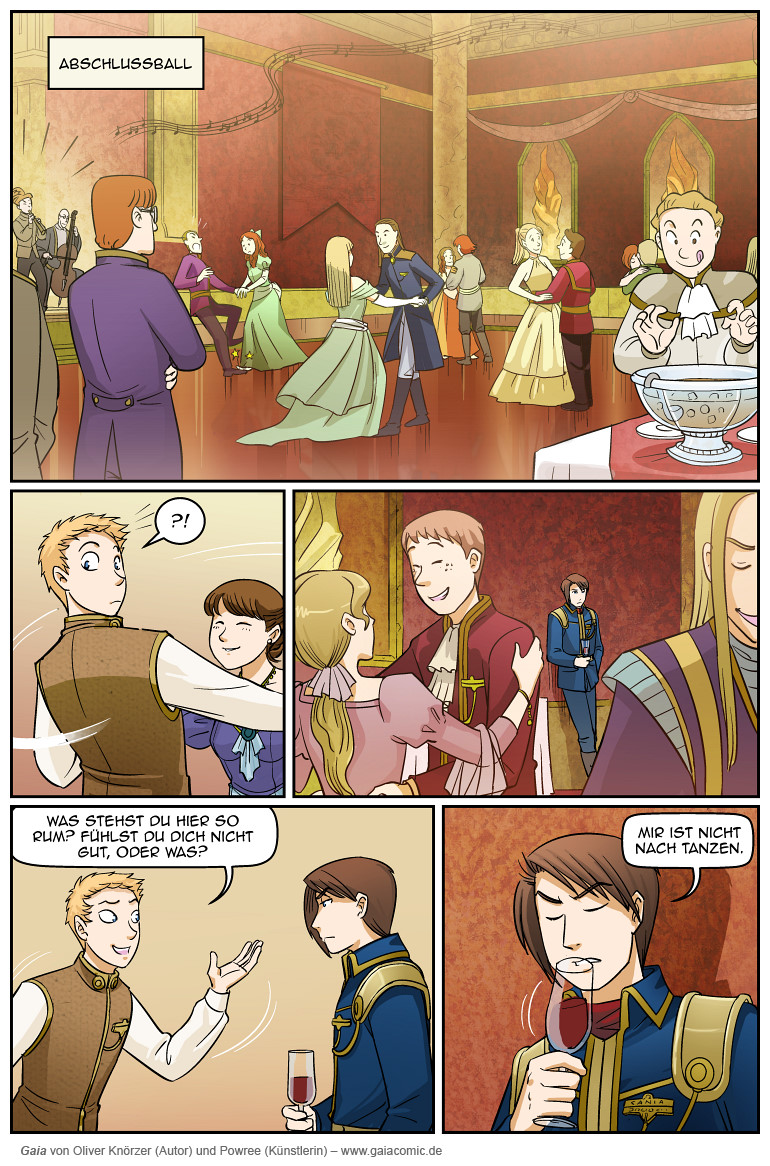 ABSCHLUSSBALL
?!
WAS STEHST DU HIER SO
RUM? FÜHLST DU DICH NICHT
GUT, ODER WAS?
MIR IST NICHT
NACH TANZEN.
SANIA
Gaia von Oliver Knörzer (Autor) und Powree (Künstlerin) – www.gaiacomic.de